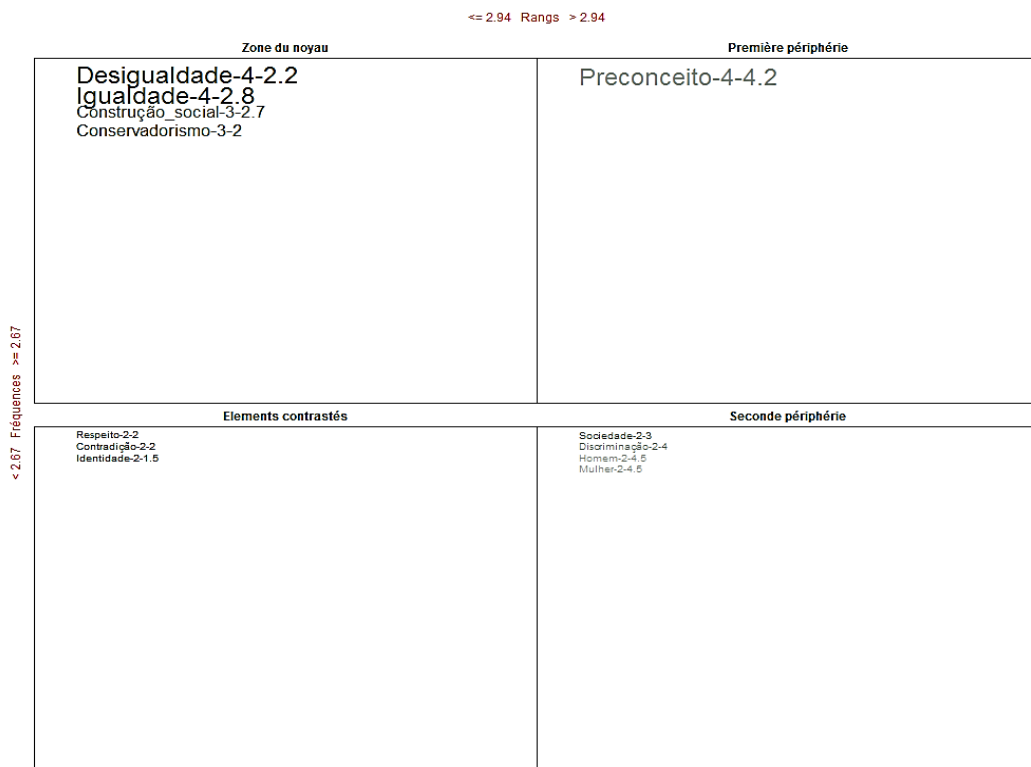 <= 2.94 Rangs > 2.94
Zone du noyau
Première périphérie
Desigualdade-4-2.2
Igualdade-4-2.8
Construção_social-3-2.7
Conservadorismo-3-2
Preconceito-4-4.2
< 2.67 Fréquences >= 2.67
Elements contrastés
Seconde périphérie
Respeito-2-2
Contradição-2-2
Identidade-2-1.5
Sociedade-2-3
Discriminação-2-4
Homem-2-4.5
Mulher-2-4.5